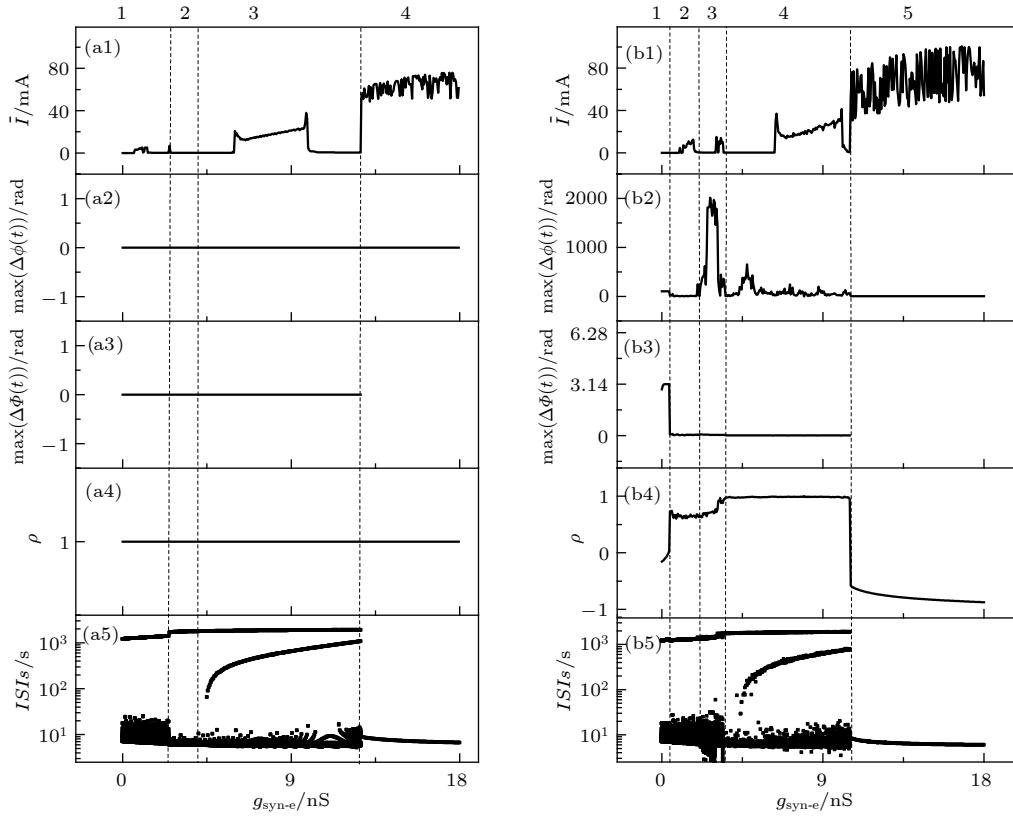 1 2 3 4
(a1)
80
40
0
Ī/mA
(a2)
1
0
−1
max(Δϕ(t))/rad
(a3)
1
0
−1
max(ΔΦ(t))/rad
(a4)
1
ρ
(a5)
10³
10²
10¹
ISIs/s
0 9 18
g_syn-e/nS
1 2 3 4 5
(b1)
80
40
0
Ī/mA
(b2)
2000
1000
0
max(Δϕ(t))/rad
(b3)
6.28
3.14
0
max(ΔΦ(t))/rad
(b4)
1
0
−1
ρ
(b5)
10³
10²
10¹
ISIs/s
0 9 18
g_syn-e/nS